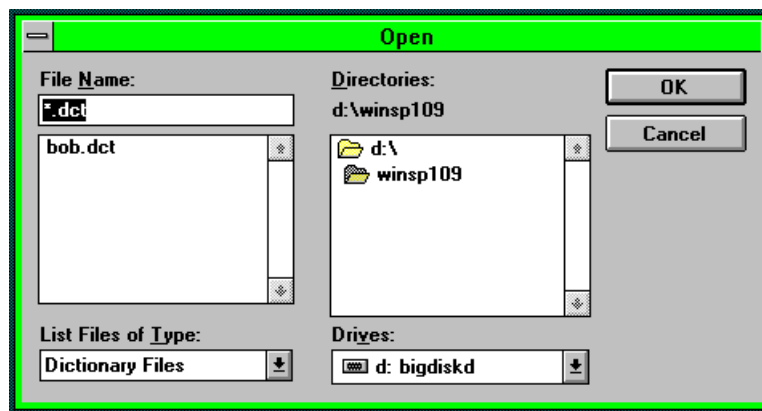 Open
File Name:
*.dct
bob.dct
List Files of Type:
Dictionary Files
Directories:
d:\winsp109
d:\
winsp109
Drives:
d: bigdiskd
OK
Cancel